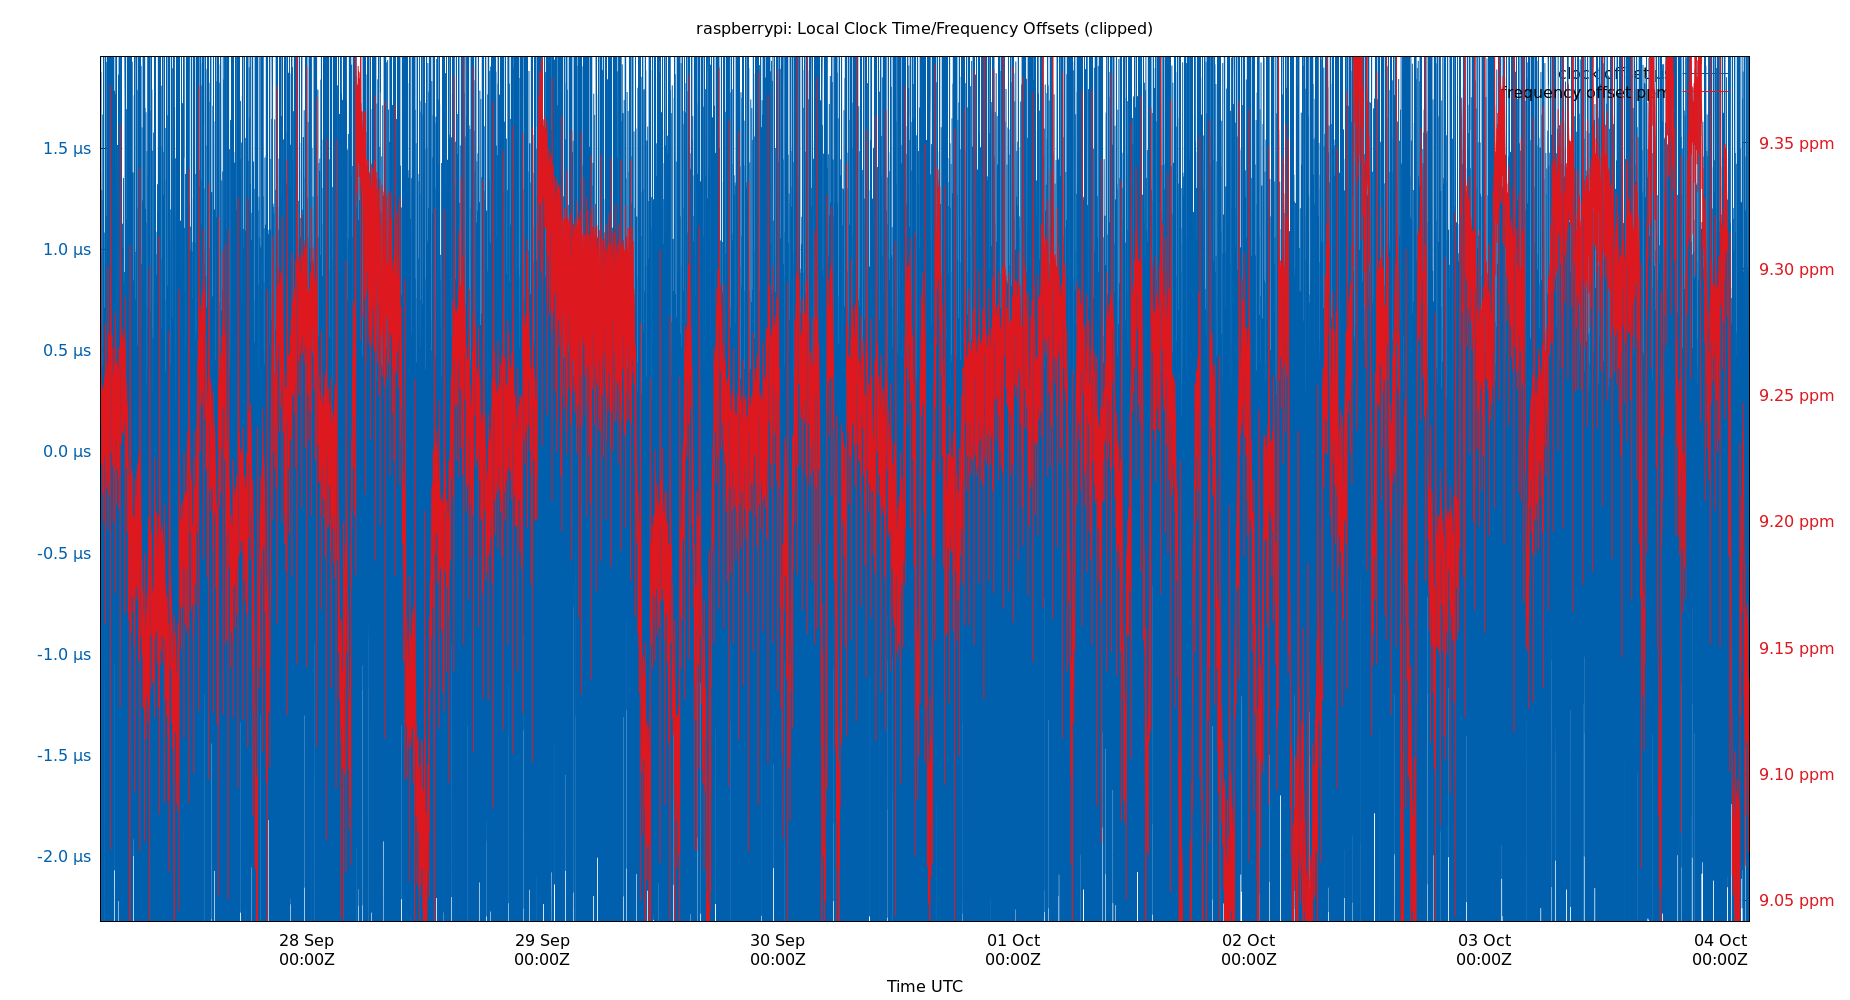 raspberrypi: Local Clock Time/Frequency Offsets (clipped)
clock offset µs
frequency offset ppm
1.5 µs
1.0 µs
0.5 µs
0.0 µs
-0.5 µs
-1.0 µs
-1.5 µs
-2.0 µs
9.35 ppm
9.30 ppm
9.25 ppm
9.20 ppm
9.15 ppm
9.10 ppm
9.05 ppm
28 Sep
00:00Z
29 Sep
00:00Z
30 Sep
00:00Z
01 Oct
00:00Z
02 Oct
00:00Z
03 Oct
00:00Z
04 Oct
00:00Z
Time UTC